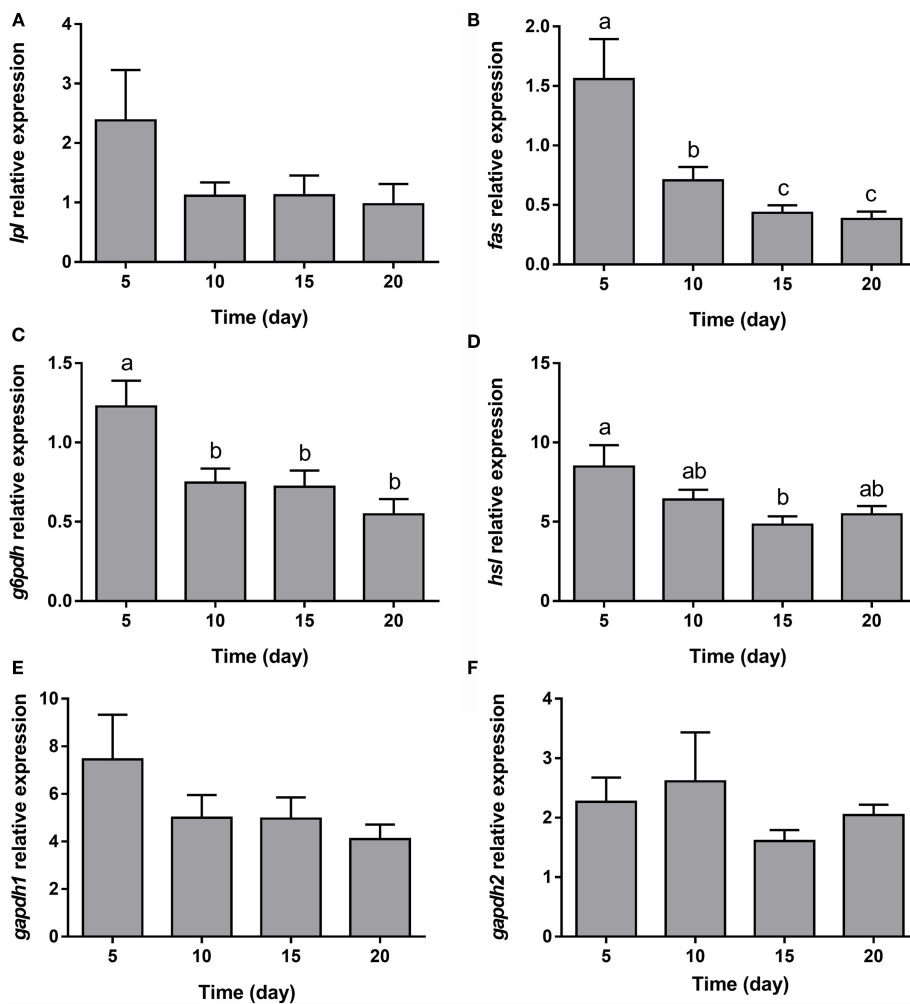 A
lpl relative expression
4
3
2
1
0
5 10 15 20
Time (day)
B
fas relative expression
2.0
1.5
1.0
0.5
0.0
a
b
c
c
5 10 15 20
Time (day)
C
g6pdh relative expression
1.5
1.0
0.5
0.0
a
b
b
b
5 10 15 20
Time (day)
D
hsl relative expression
15
10
5
0
a
ab
b
ab
5 10 15 20
Time (day)
E
gapdh1 relative expression
10
8
6
4
2
0
5 10 15 20
Time (day)
F
gapdh2 relative expression
4
3
2
1
0
5 10 15 20
Time (day)